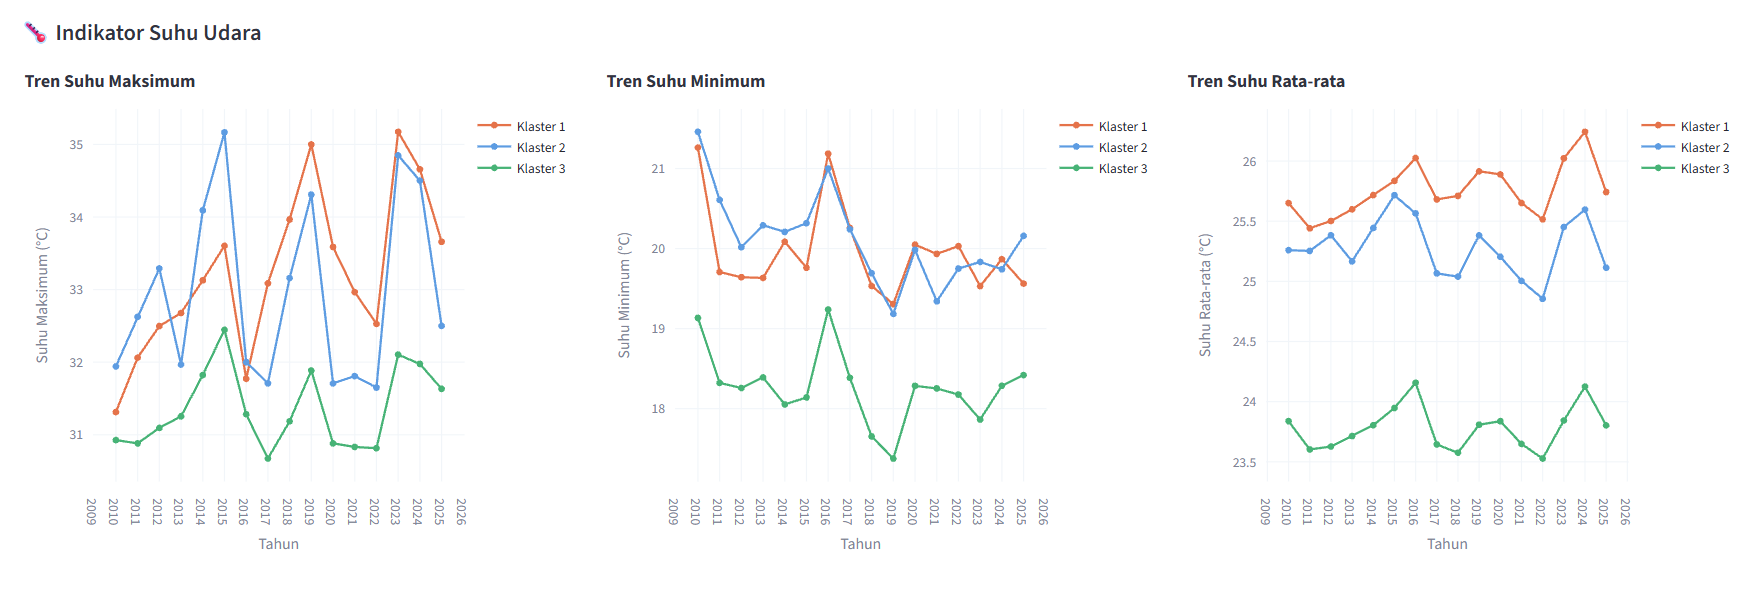 Indikator Suhu Udara
Tren Suhu Maksimum
Suhu Maksimum (°C)
35
34
33
32
31
2009 2010 2011 2012 2013 2014 2015 2016 2017 2018 2019 2020 2021 2022 2023 2024 2025 2026
Tahun
Klaster 1
Klaster 2
Klaster 3
Tren Suhu Minimum
Suhu Minimum (°C)
21
20
19
18
2009 2010 2011 2012 2013 2014 2015 2016 2017 2018 2019 2020 2021 2022 2023 2024 2025 2026
Tahun
Klaster 1
Klaster 2
Klaster 3
Tren Suhu Rata-rata
Suhu Rata-rata (°C)
26
25.5
25
24.5
24
23.5
2009 2010 2011 2012 2013 2014 2015 2016 2017 2018 2019 2020 2021 2022 2023 2024 2025 2026
Tahun
Klaster 1
Klaster 2
Klaster 3